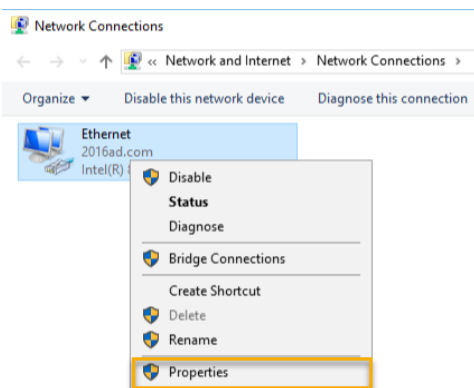 Network Connections
« Network and Internet › Network Connections ›
Organize Disable this network device Diagnose this connection
Ethernet
2016ad.com
Intel(R)
Disable
Status
Diagnose
Bridge Connections
Create Shortcut
Delete
Rename
Properties